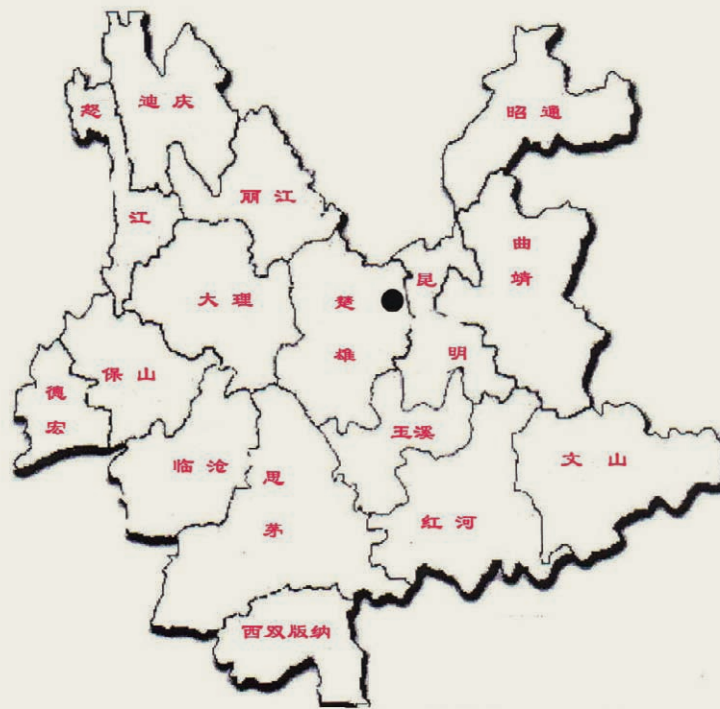 怒
迪庆
昭通
丽江
江
曲
靖
昆
大理
楚
雄
明
保山
德
宏
玉溪
临沧
思
茅
文山
红河
西双版纳